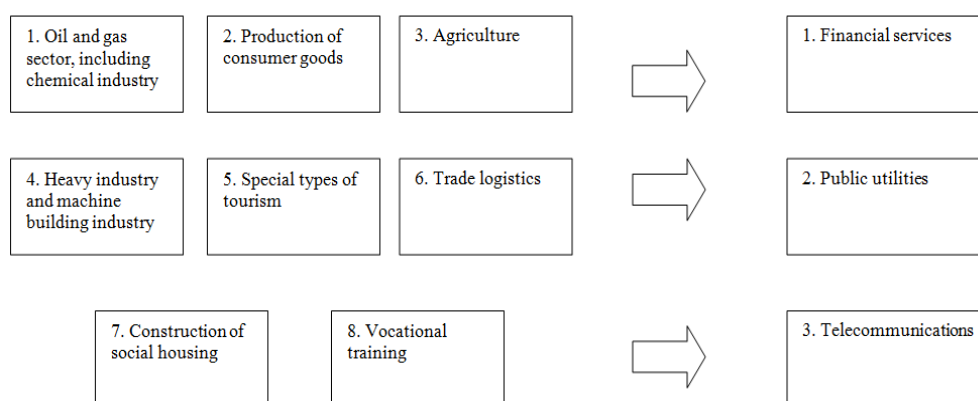 1. Oil and gas
sector, including
chemical industry
2. Production of
consumer goods
3. Agriculture
1. Financial services
4. Heavy industry
and machine
building industry
5. Special types of
tourism
6. Trade logistics
2. Public utilities
7. Construction of
social housing
8. Vocational
training
3. Telecommunications